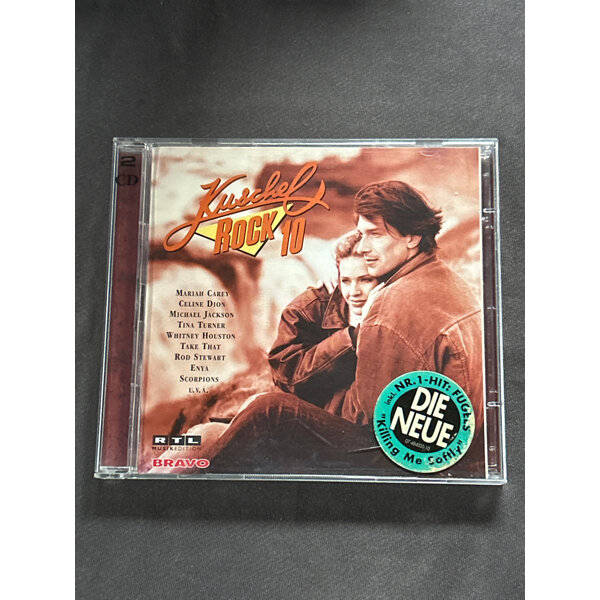 2
CD
Kuschel
ROCK 10
MARIAH CAREY
CELINE DION
MICHAEL JACKSON
TINA TURNER
WHITNEY HOUSTON
TAKE THAT
ROD STEWART
ENYA
SCORPIONS
U.V.A.
RTL
MUSIKEDITION
BRAVO
inkl. NR.1-HIT: FUGEES
DIE
NEUE
"Killing Me Softly"